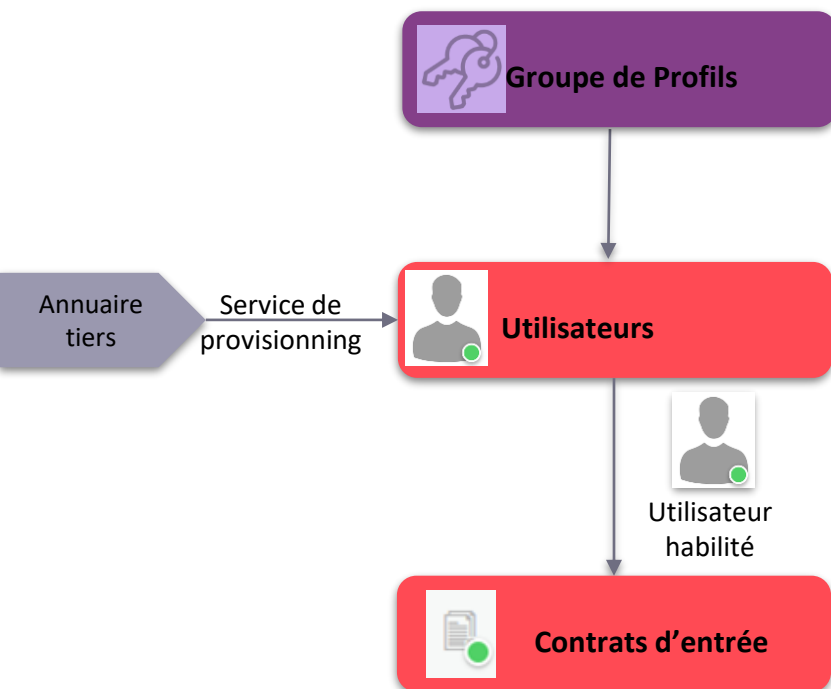 Groupe de Profils
Annuaire
tiers
Service de
provisionning
Utilisateurs
Utilisateur
habilité
Contrats d’entrée